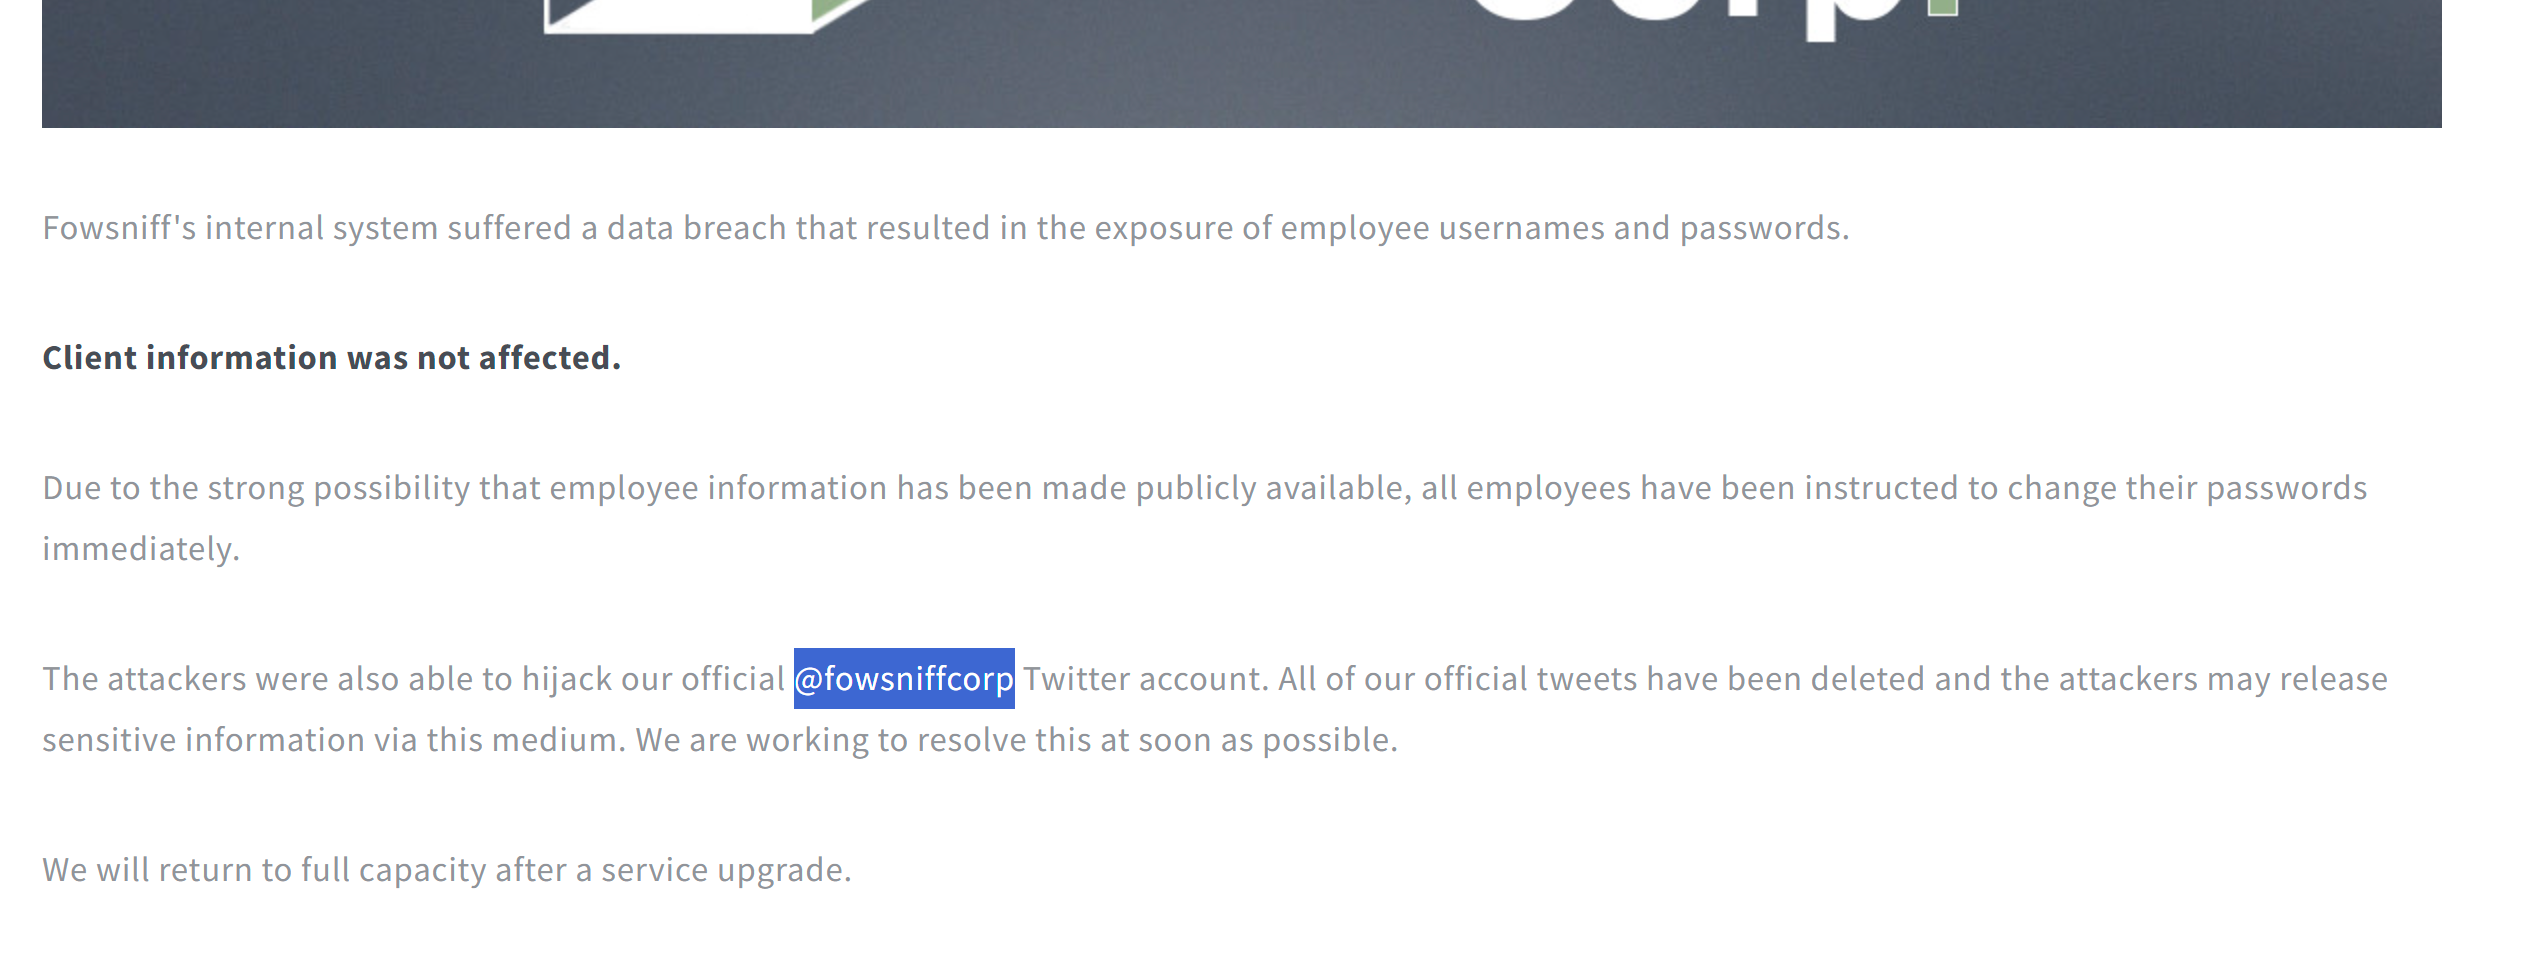 Corp.
Fowsniff's internal system suffered a data breach that resulted in the exposure of employee usernames and passwords.
Client information was not affected.
Due to the strong possibility that employee information has been made publicly available, all employees have been instructed to change their passwords
immediately.
The attackers were also able to hijack our official @fowsniffcorp Twitter account. All of our official tweets have been deleted and the attackers may release
sensitive information via this medium. We are working to resolve this at soon as possible.
We will return to full capacity after a service upgrade.